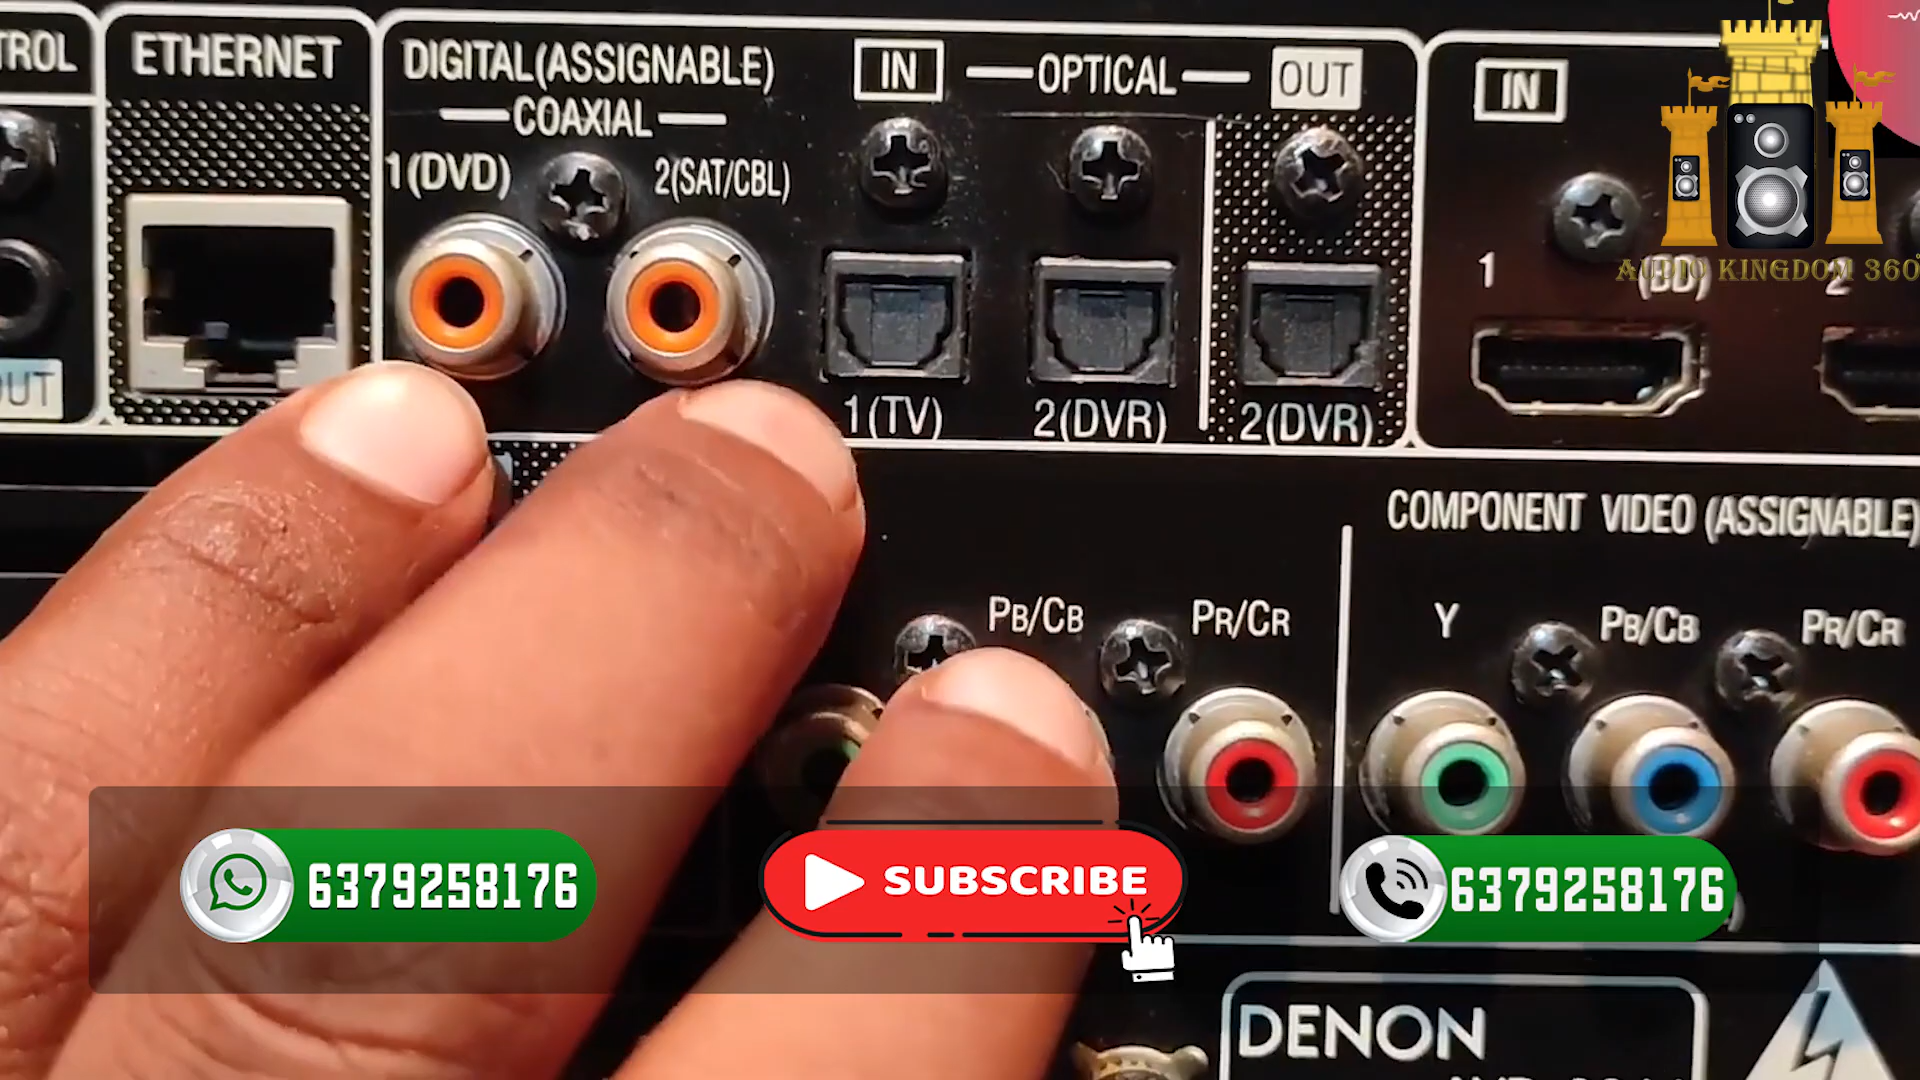 ETHERNET
DIGITAL(ASSIGNABLE)
COAXIAL
IN
OPTICAL
OUT
IN
1(DVD)
2(SAT/CBL)
1
(BD)
2
AUDIO KINGDOM 360°
OUT
1(TV)
2(DVR)
2(DVR)
COMPONENT VIDEO (ASSIGNABLE)
PB/CB
PR/CR
Y
PB/CB
PR/CR
6379258176
SUBSCRIBE
6379258176
DENON